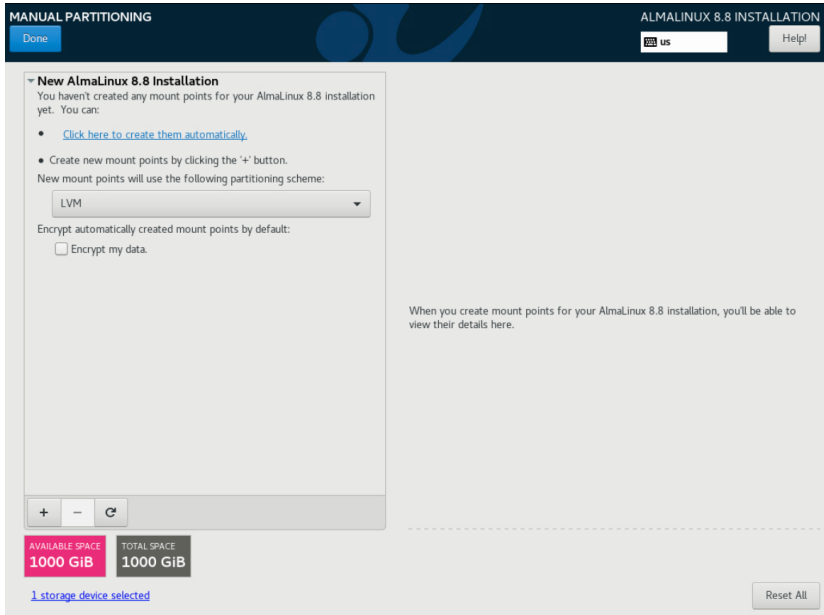 MANUAL PARTITIONING
ALMALINUX 8.8 INSTALLATION
Done
us
Help!
New AlmaLinux 8.8 Installation
You haven't created any mount points for your AlmaLinux 8.8 installation
yet. You can:
• Click here to create them automatically.
• Create new mount points by clicking the '+' button.
New mount points will use the following partitioning scheme:
LVM
Encrypt automatically created mount points by default:
Encrypt my data.
When you create mount points for your AlmaLinux 8.8 installation, you'll be able to
view their details here.
+ −
AVAILABLE SPACE
1000 GiB
TOTAL SPACE
1000 GiB
1 storage device selected
Reset All